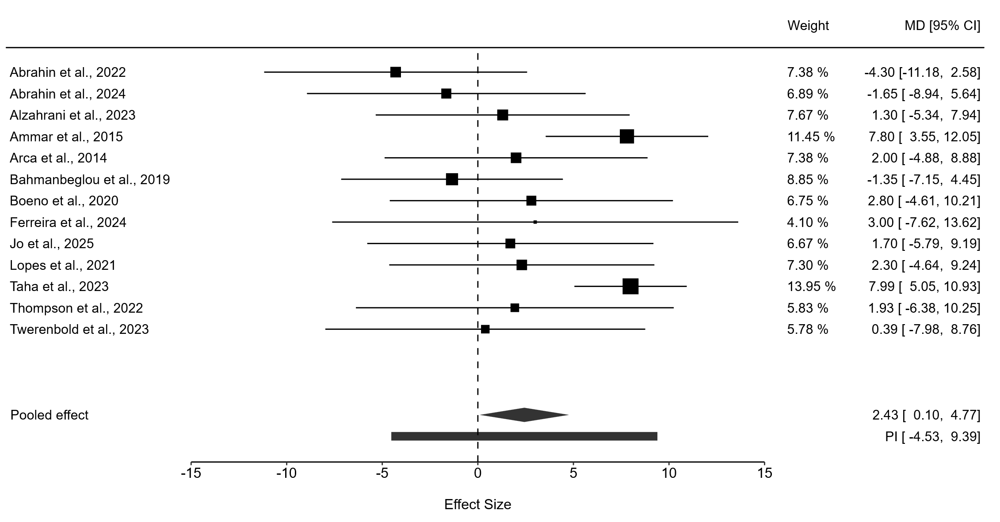 Weight MD [95% CI]
Abrahin et al., 2022 7.38 % -4.30 [-11.18, 2.58]
Abrahin et al., 2024 6.89 % -1.65 [ -8.94, 5.64]
Alzahrani et al., 2023 7.67 % 1.30 [ -5.34, 7.94]
Ammar et al., 2015 11.45 % 7.80 [ 3.55, 12.05]
Arca et al., 2014 7.38 % 2.00 [ -4.88, 8.88]
Bahmanbeglou et al., 2019 8.85 % -1.35 [ -7.15, 4.45]
Boeno et al., 2020 6.75 % 2.80 [ -4.61, 10.21]
Ferreira et al., 2024 4.10 % 3.00 [ -7.62, 13.62]
Jo et al., 2025 6.67 % 1.70 [ -5.79, 9.19]
Lopes et al., 2021 7.30 % 2.30 [ -4.64, 9.24]
Taha et al., 2023 13.95 % 7.99 [ 5.05, 10.93]
Thompson et al., 2022 5.83 % 1.93 [ -6.38, 10.25]
Twerenbold et al., 2023 5.78 % 0.39 [ -7.98, 8.76]
Pooled effect 2.43 [ 0.10, 4.77]
PI [ -4.53, 9.39]
-15 -10 -5 0 5 10 15
Effect Size